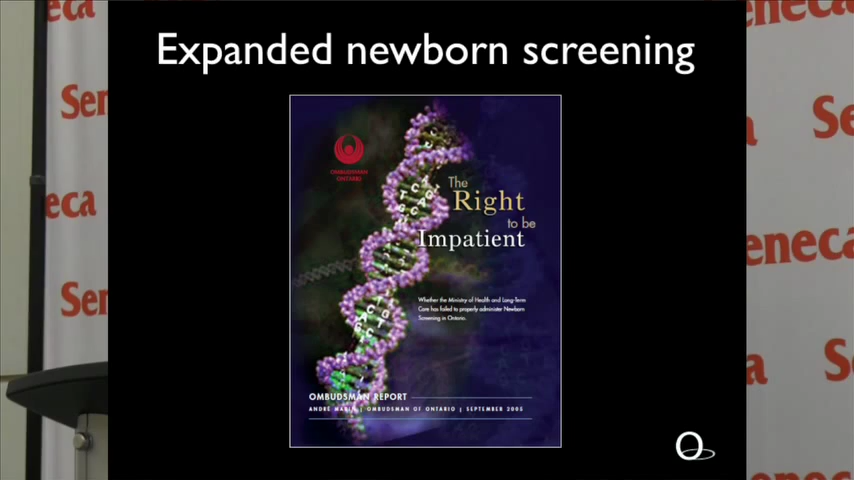 Expanded newborn screening
OMBUDSMAN
ONTARIO
The
Right
to be
Impatient
Whether the Ministry of Health and Long-Term
Care has failed to properly administer Newborn
Screening in Ontario.
OMBUDSMAN REPORT
ANDRÉ MARIN | OMBUDSMAN OF ONTARIO | SEPTEMBER 2005
Seneca
eneca
Seneca